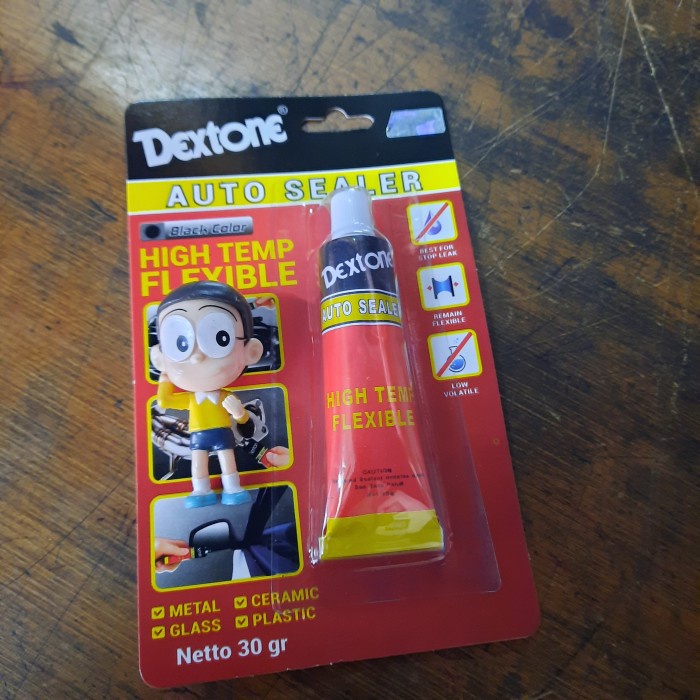 Dextone®
AUTO SEALER
Black Color
HIGH TEMP
FLEXIBLE
BEST FOR
STOP LEAK
REMAIN
FLEXIBLE
LOW
VOLATILE
Dextone
AUTO SEALER
HIGH TEMP
FLEXIBLE
CAUTION
METAL
CERAMIC
GLASS
PLASTIC
Netto 30 gr